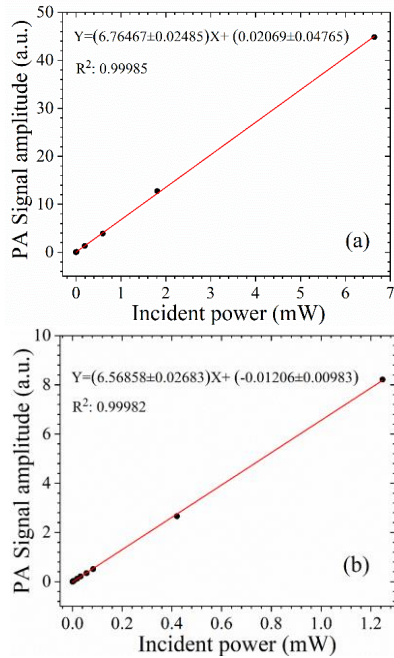 50
40
30
20
10
0
PA Signal amplitude (a.u.)
Y=(6.76467±0.02485)X+ (0.02069±0.04765)
R²: 0.99985
(a)
0 1 2 3 4 5 6 7
Incident power (mW)
10
8
6
4
2
0
PA Signal amplitude (a.u.)
Y=(6.56858±0.02683)X+ (-0.01206±0.00983)
R²: 0.99982
(b)
0.0 0.2 0.4 0.6 0.8 1.0 1.2
Incident power (mW)